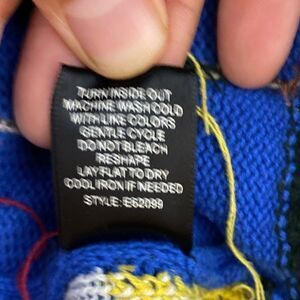 TURN INSIDE OUT
MACHINE WASH COLD
WITH LIKE COLORS
GENTLE CYCLE
DO NOT BLEACH
RESHAPE
LAY FLAT TO DRY
COOL IRON IF NEEDED
STYLE: E62099